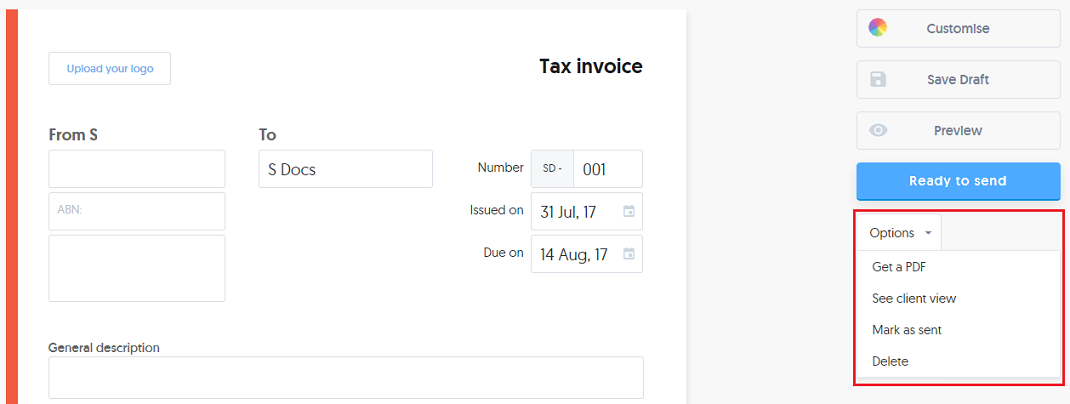 Upload your logo
Tax invoice
From S
To
S Docs
ABN:
Number SD - 001
Issued on 31 Jul, 17
Due on 14 Aug, 17
General description
Customise
Save Draft
Preview
Ready to send
Options
Get a PDF
See client view
Mark as sent
Delete